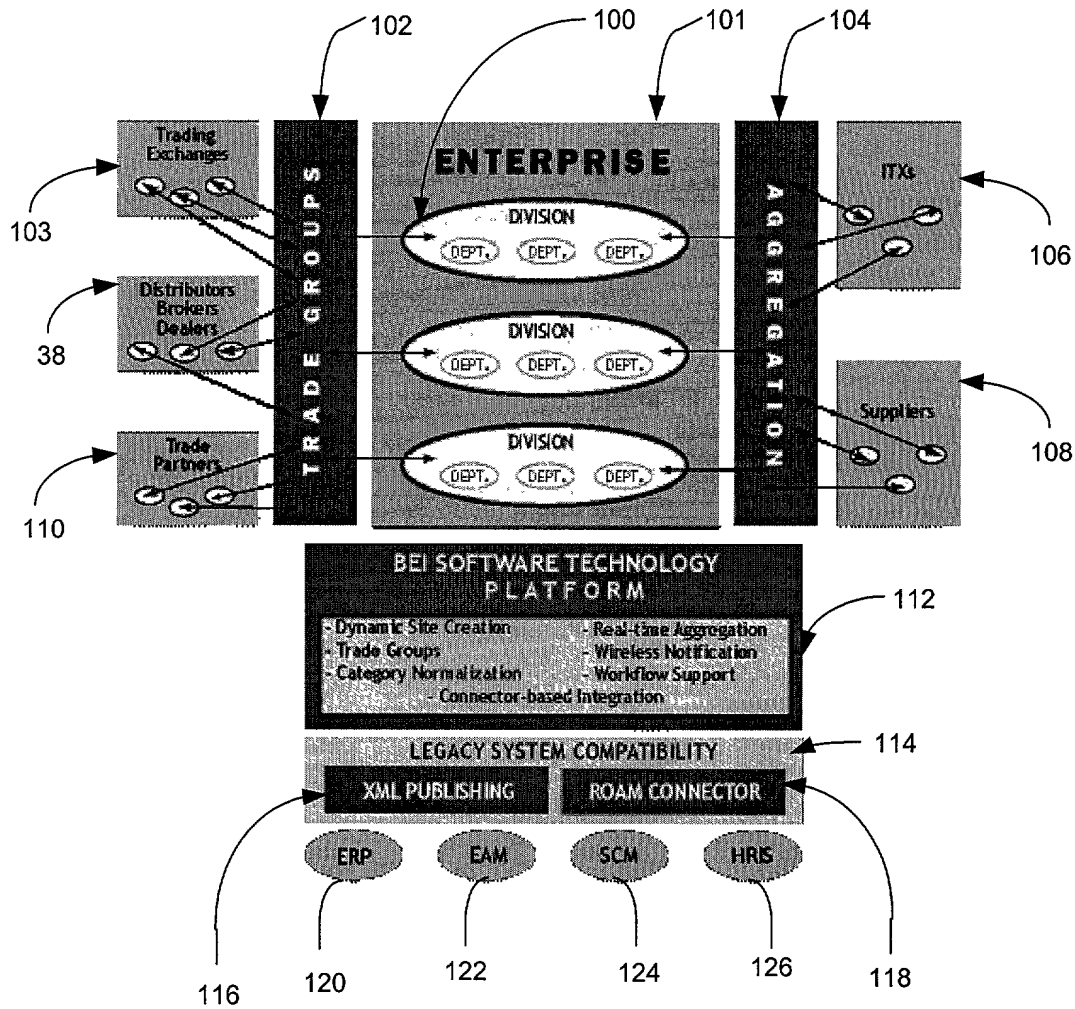 102
100
101
104
Trading
Exchanges
103
Distributors
Brokers
Dealers
38
Trade
Partners
110
TRADE GROUPS
ENTERPRISE
DIVISION
DEPT. DEPT. DEPT.
DIVISION
DEPT. DEPT. DEPT.
DIVISION
DEPT. DEPT. DEPT.
AGGREGATION
ITXs
106
Suppliers
108
BEI SOFTWARE TECHNOLOGY
PLATFORM
- Dynamic Site Creation
- Trade Groups
- Category Normalization
- Real-time Aggregation
- Wireless Notification
- Workflow Support
- Connector-based Integration
112
LEGACY SYSTEM COMPATIBILITY
114
XML PUBLISHING
ROAM CONNECTOR
ERP
EAM
SCM
HRIS
116
120
122
124
126
118